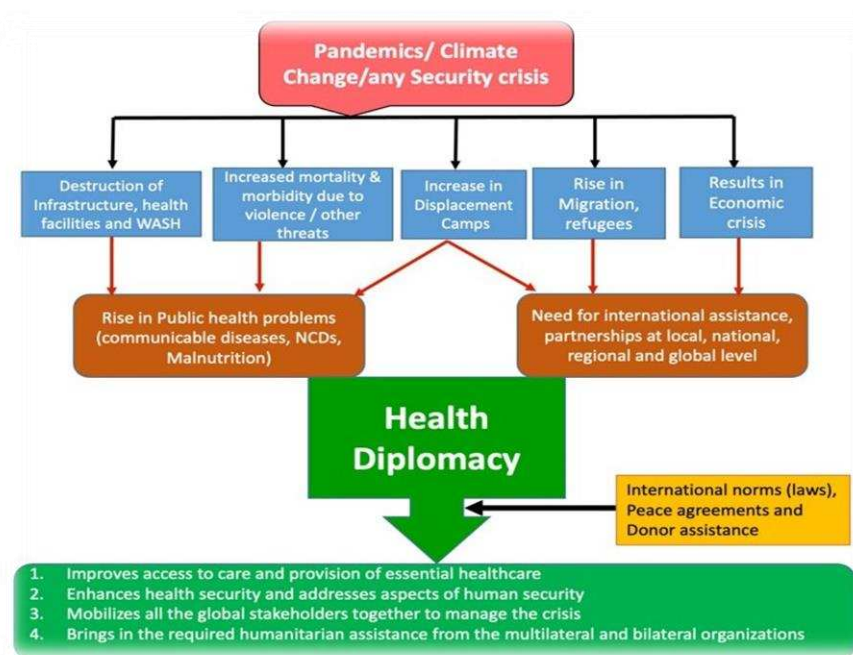 Pandemics/ Climate
Change/any Security crisis
Destruction of
Infrastructure, health
facilities and WASH
Increased mortality &
morbidity due to
violence / other
threats
Increase in
Displacement
Camps
Rise in
Migration,
refugees
Results in
Economic
crisis
Rise in Public health problems
(communicable diseases, NCDs,
Malnutrition)
Need for international assistance,
partnerships at local, national,
regional and global level
Health
Diplomacy
International norms (laws),
Peace agreements and
Donor assistance
1. Improves access to care and provision of essential healthcare
2. Enhances health security and addresses aspects of human security
3. Mobilizes all the global stakeholders together to manage the crisis
4. Brings in the required humanitarian assistance from the multilateral and bilateral organizations